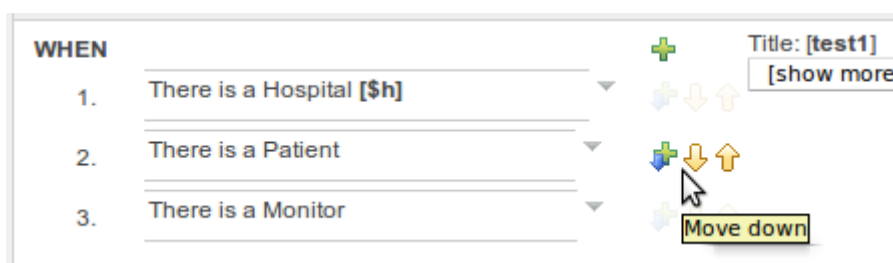 WHEN
Title: [test1]
[show more
1. There is a Hospital [$h]
2. There is a Patient
3. There is a Monitor
Move down